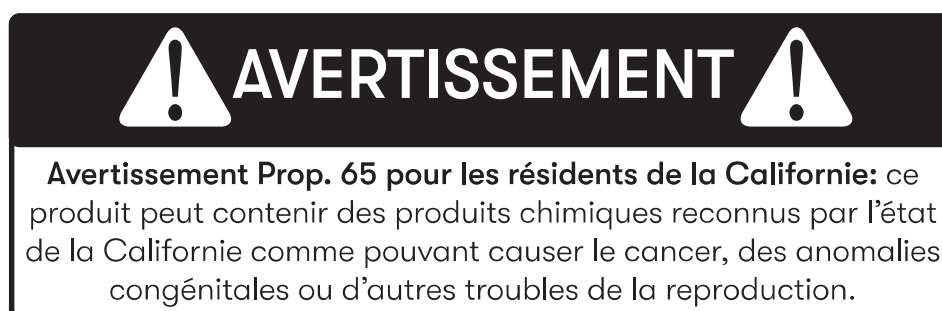 AVERTISSEMENT
Avertissement Prop. 65 pour les résidents de la Californie: ce
produit peut contenir des produits chimiques reconnus par l'état
de la Californie comme pouvant causer le cancer, des anomalies
congénitales ou d'autres troubles de la reproduction.